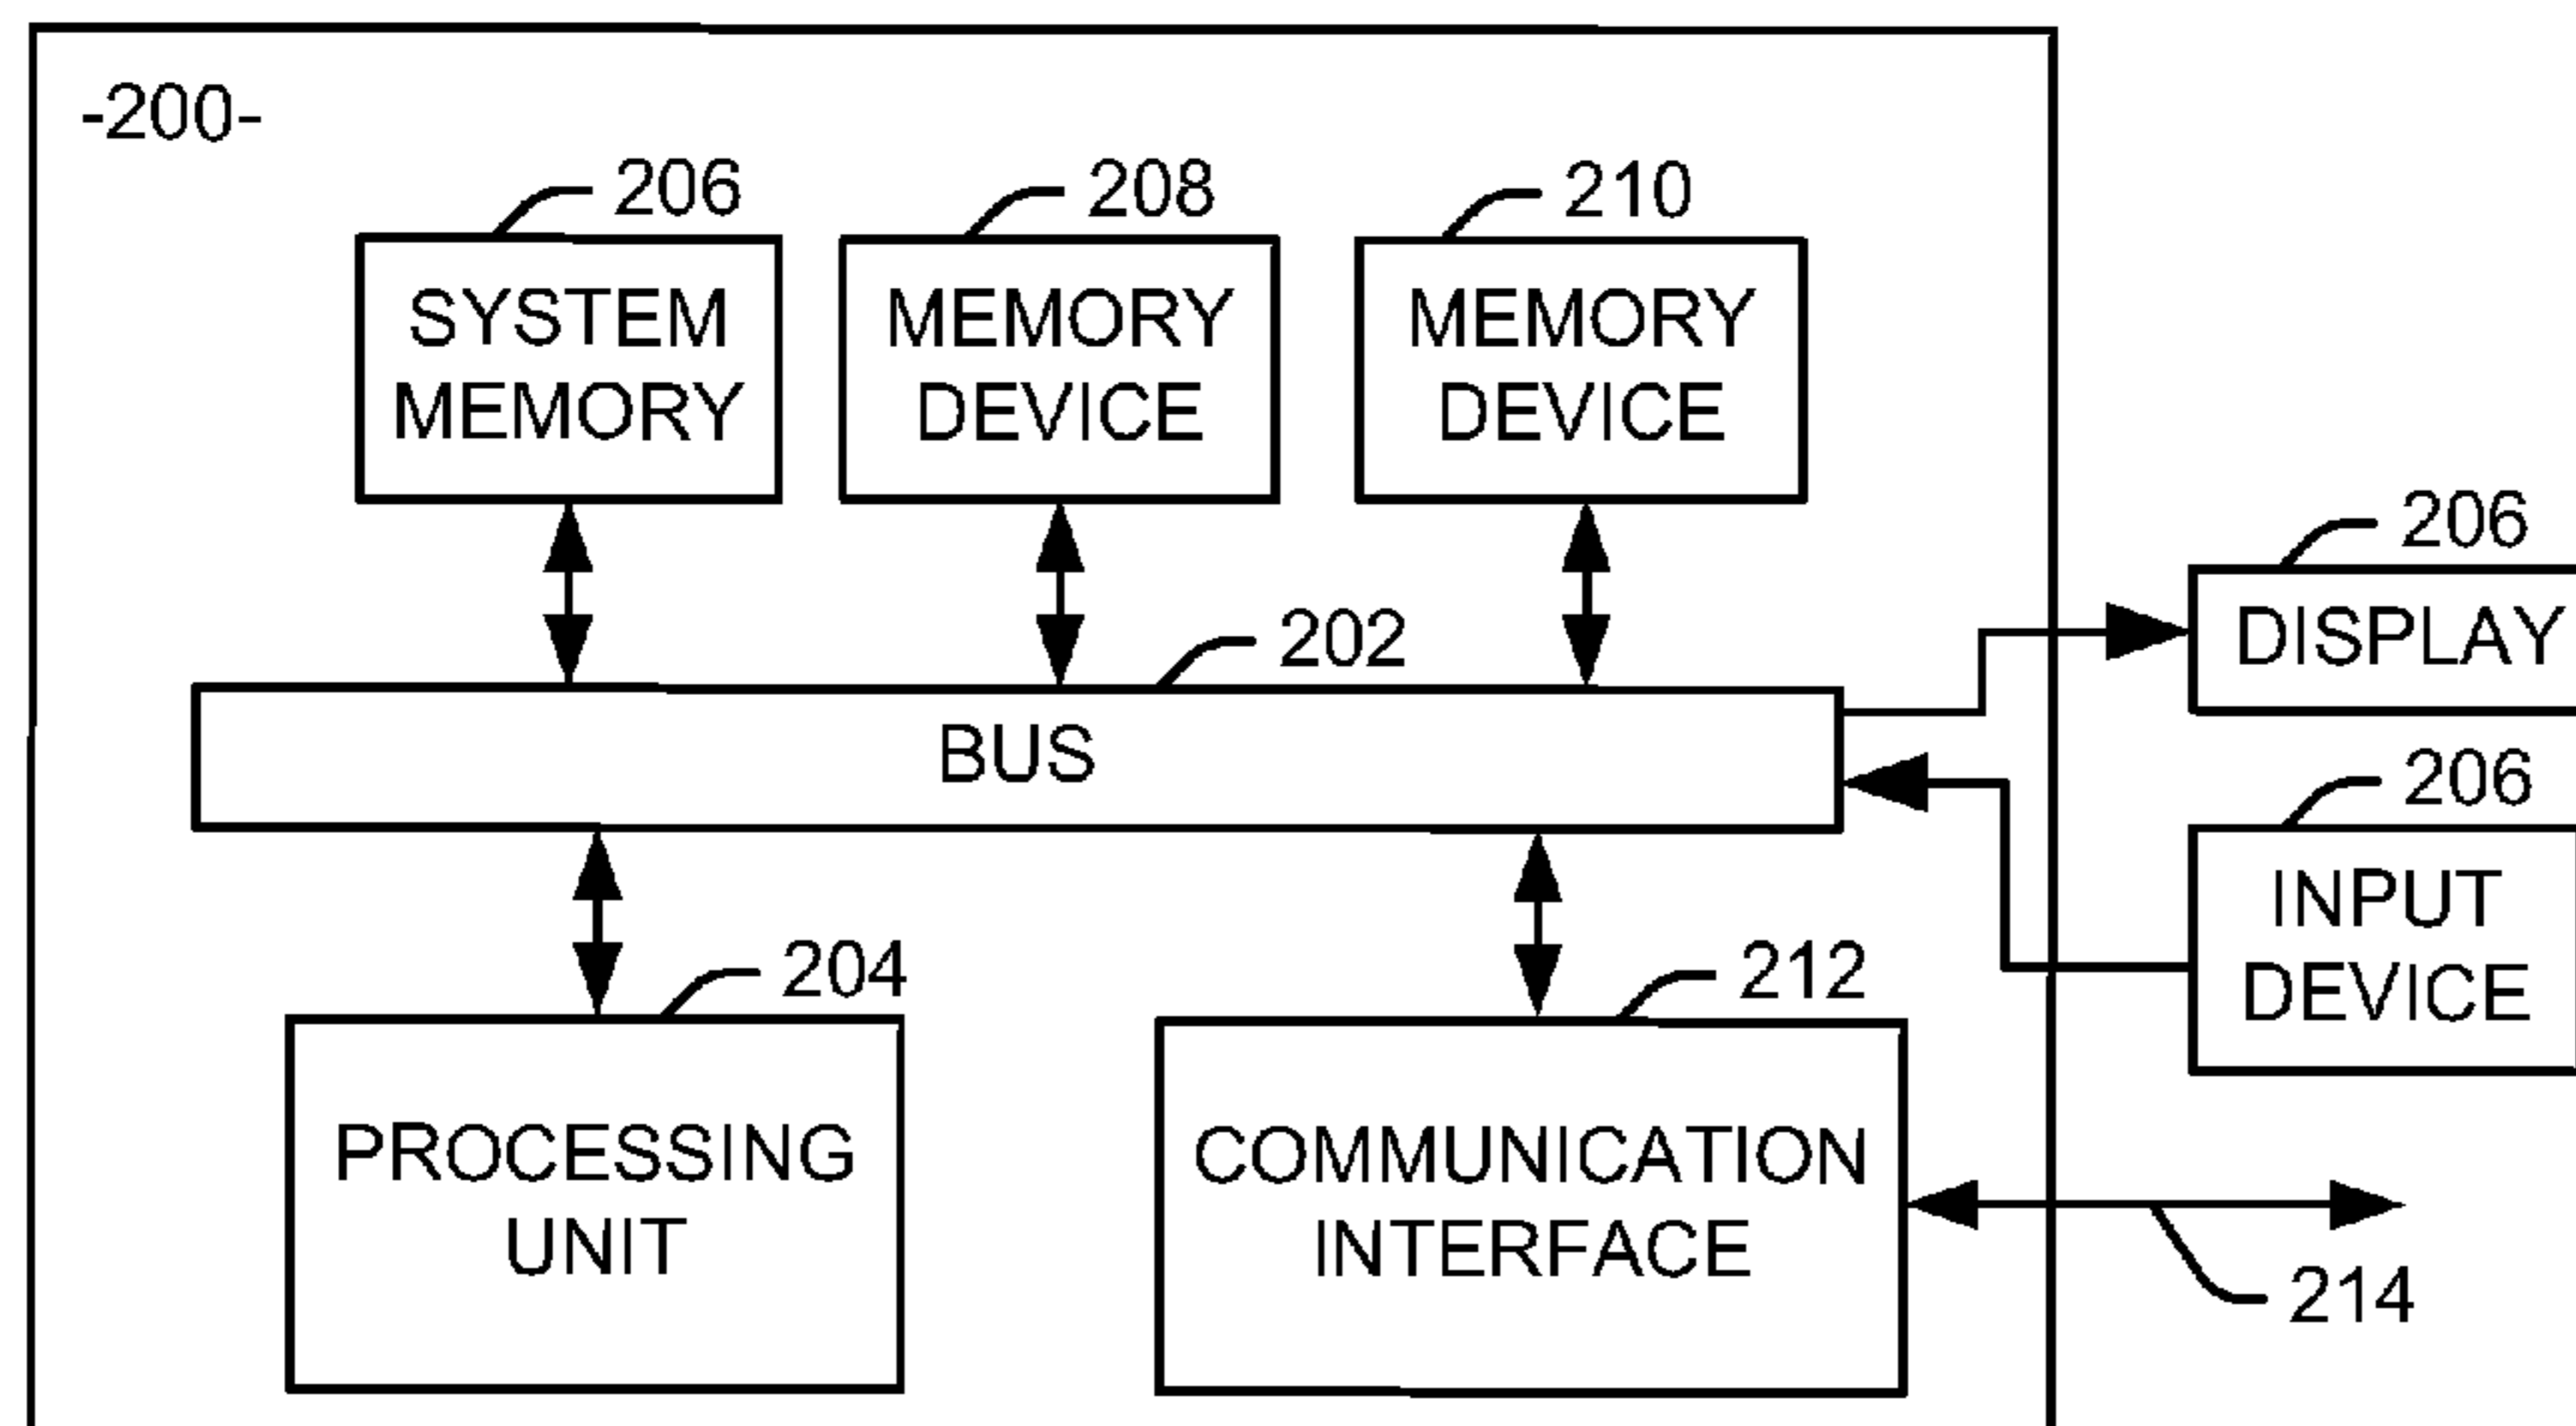 -200-
206
208
210
SYSTEM
MEMORY
MEMORY
DEVICE
MEMORY
DEVICE
206
DISPLAY
202
BUS
206
INPUT
DEVICE
204
212
PROCESSING
UNIT
COMMUNICATION
INTERFACE
214